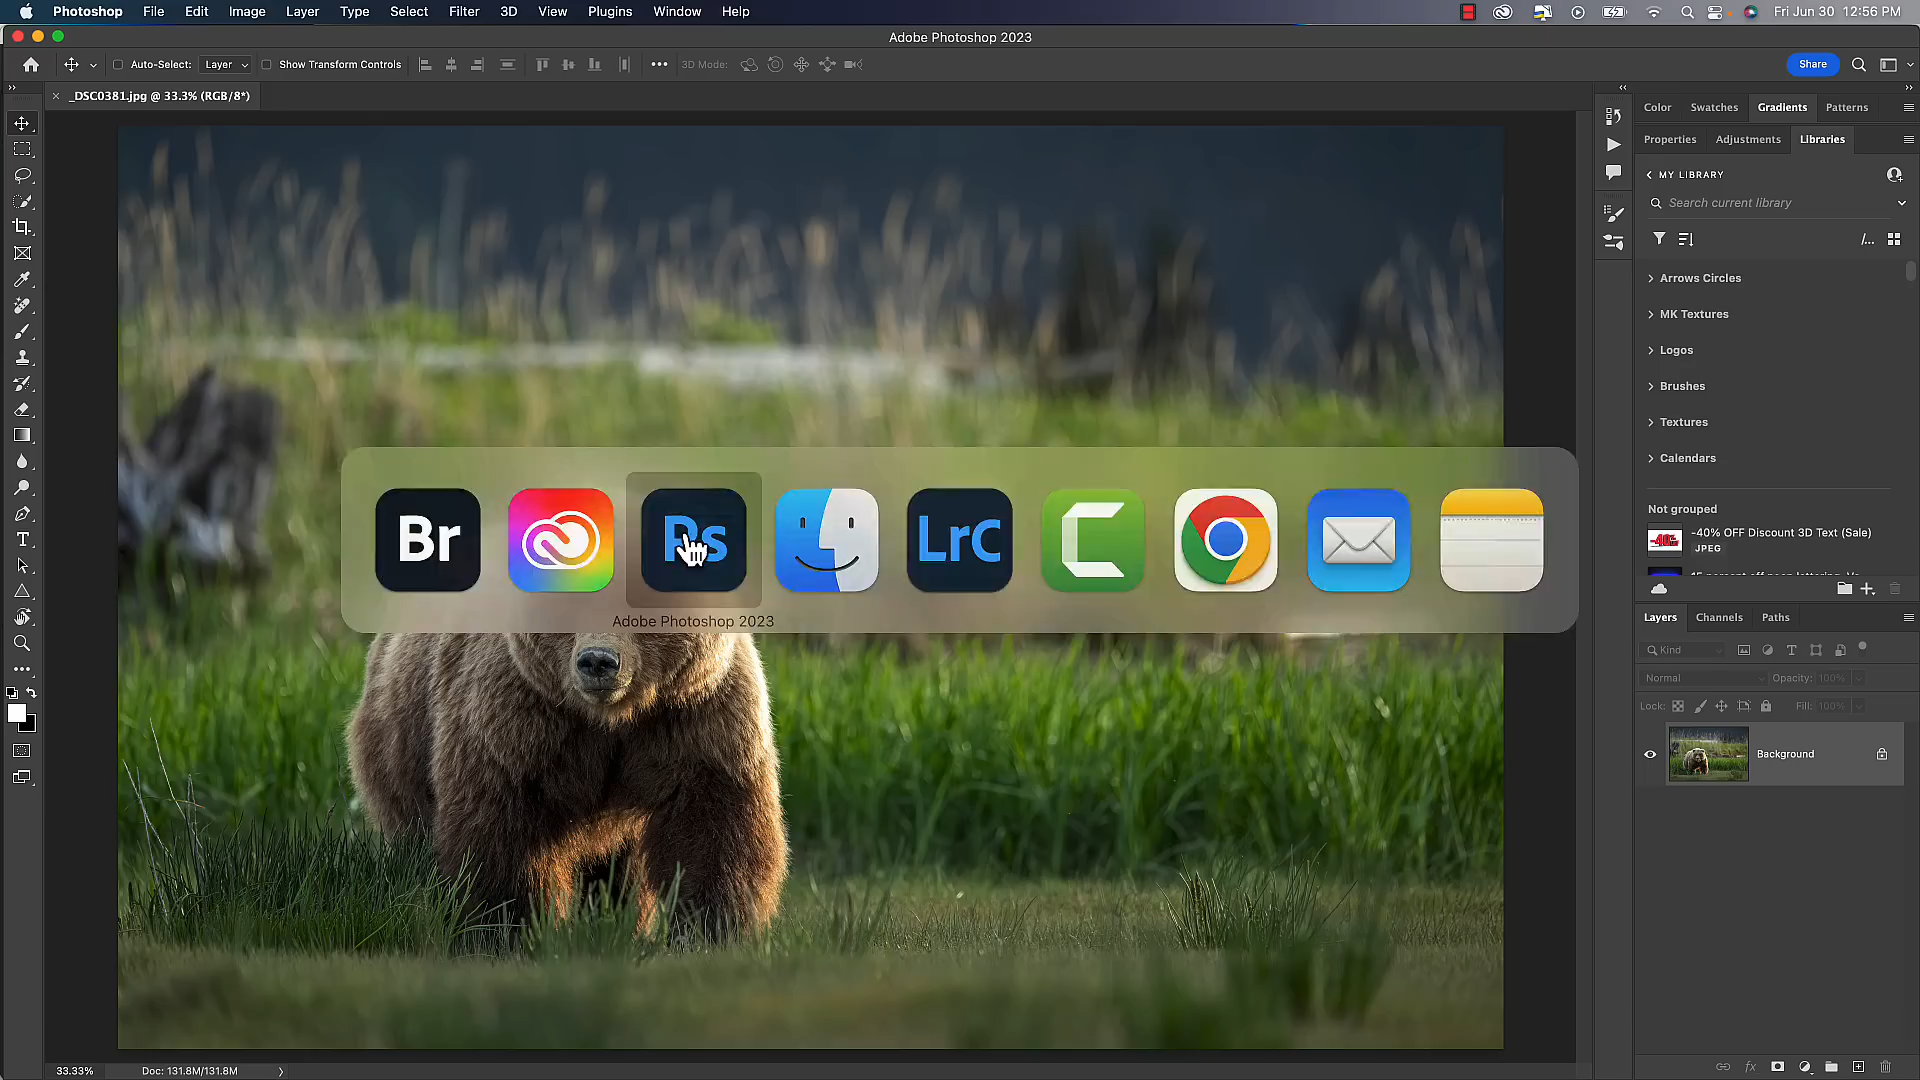 Photoshop File Edit Image Layer Type Select Filter 3D View Plugins Window Help Fri Jun 30 12:56 PM
Adobe Photoshop 2023
Auto-Select: Layer Show Transform Controls 3D Mode: Share
_DSC0381.jpg @ 33.3% (RGB/8*)
Color Swatches Gradients Patterns
Properties Adjustments Libraries
MY LIBRARY
Search current library
Arrows Circles
MK Textures
Logos
Brushes
Textures
Calendars
Not grouped
-40% OFF Discount 3D Text (Sale)
JPEG
Br Ps LrC
Adobe Photoshop 2023
Layers Channels Paths
Kind
Normal Opacity: 100%
Lock: Fill: 100%
Background
33.33% Doc: 131.8M/131.8M